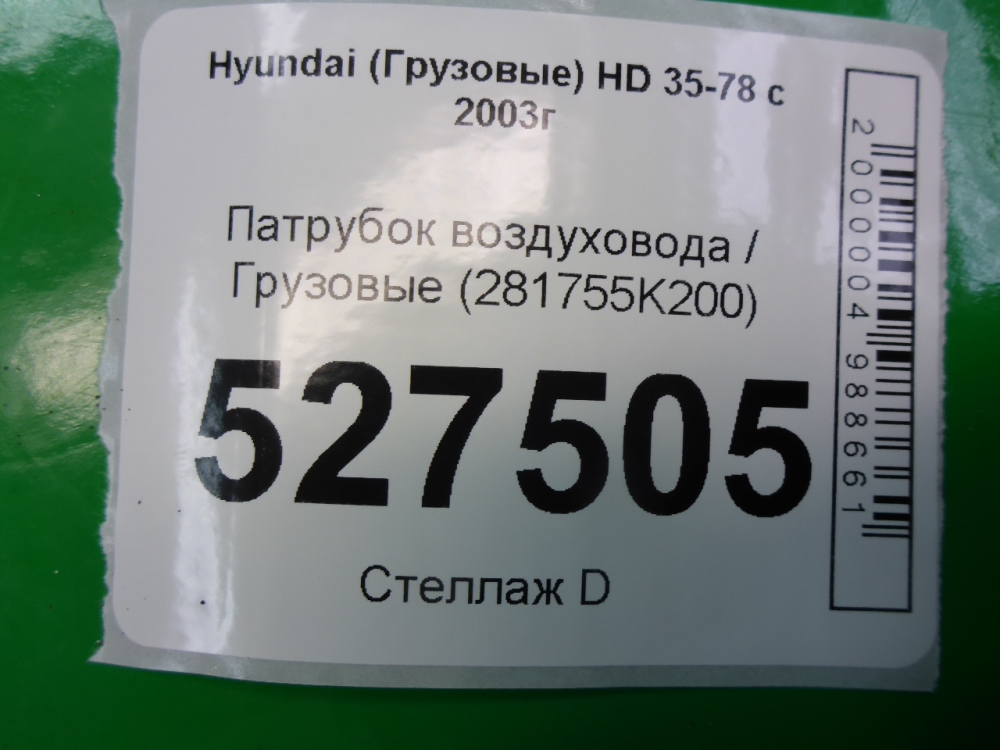 Hyundai (Грузовые) HD 35-78 с
2003г
Патрубок воздуховода /
Грузовые (281755K200)
527505
Стеллаж D
2000004988661